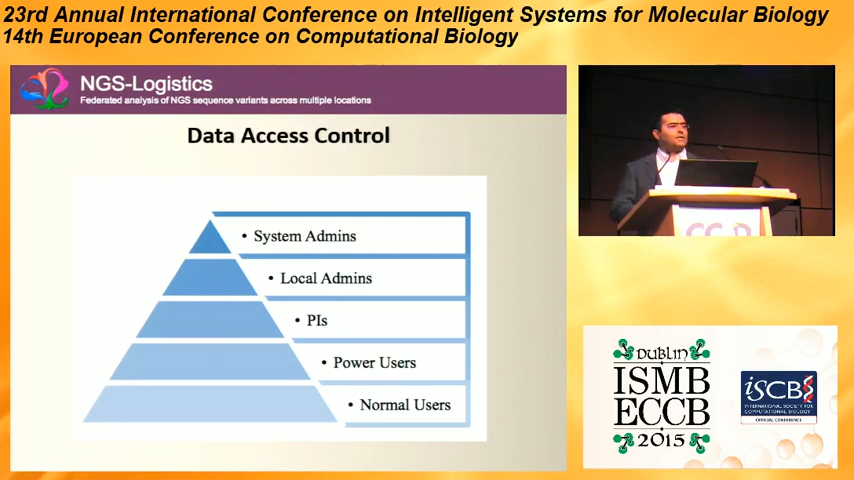 23rd Annual International Conference on Intelligent Systems for Molecular Biology
14th European Conference on Computational Biology
NGS-Logistics
Federated analysis of NGS sequence variants across multiple locations
Data Access Control
• System Admins
• Local Admins
• PIs
• Power Users
• Normal Users
DUBLIN
ISMB
ECCB
2015
iSCB
INTERNATIONAL SOCIETY FOR
COMPUTATIONAL BIOLOGY
OFFICIAL CONFERENCE